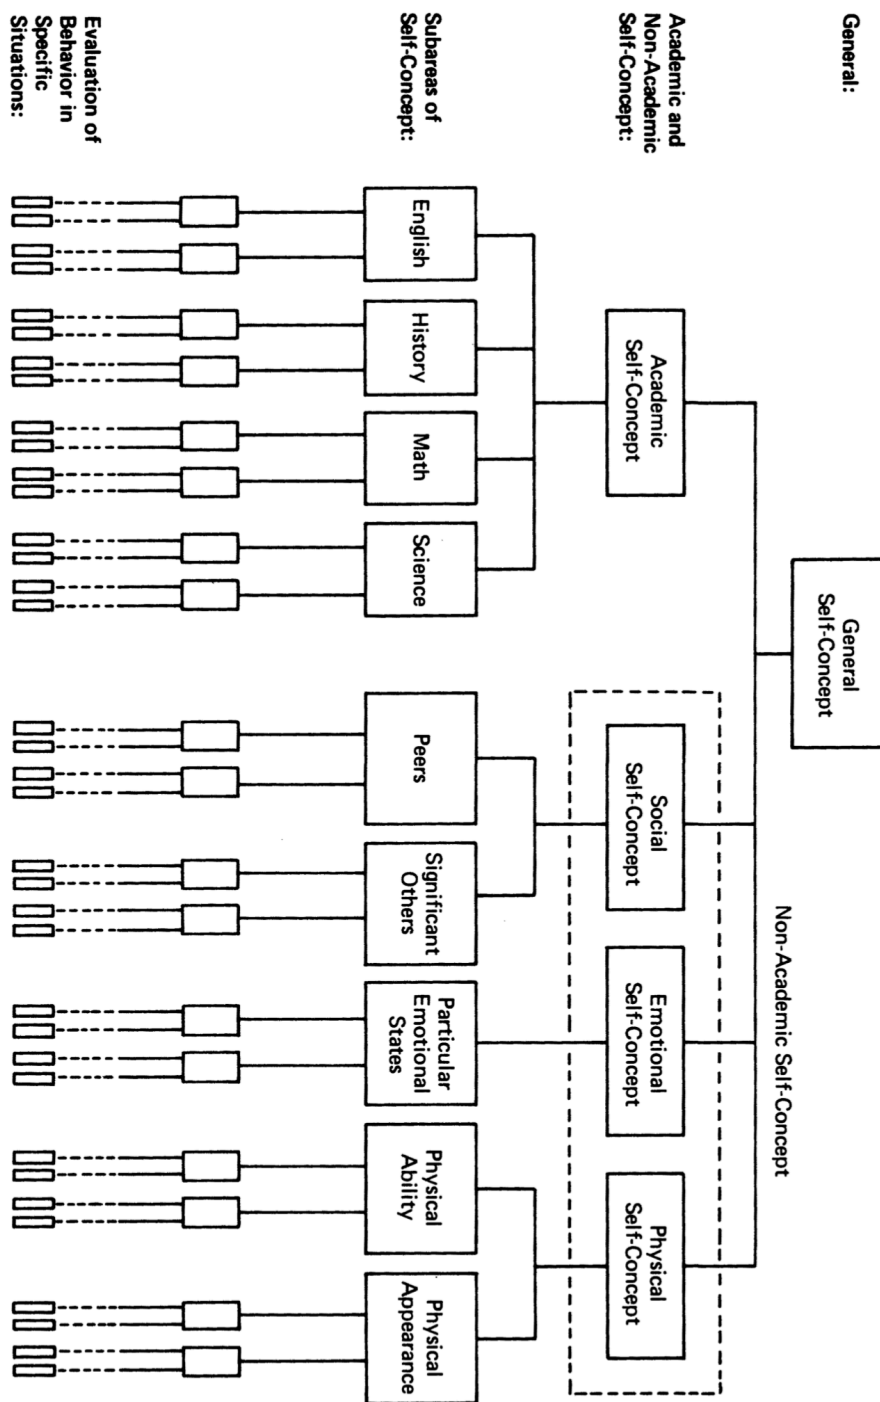 General:
General
Self-Concept
Non-Academic Self-Concept
Academic and
Non-Academic
Self-Concept:
Academic
Self-Concept
Social
Self-Concept
Emotional
Self-Concept
Physical
Self-Concept
Subareas of
Self-Concept:
English
History
Math
Science
Peers
Significant
Others
Particular
Emotional
States
Physical
Ability
Physical
Appearance
Evaluation of
Behavior in
Specific
Situations: